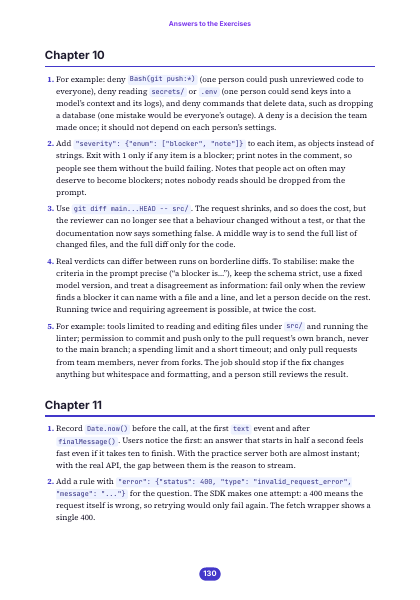 Answers to the Exercises
Chapter 10
1. For example: deny Bash(git push:*) (one person could push unreviewed code to
everyone), deny reading secrets/ or .env (one person could send keys into a
model's context and its logs), and deny commands that delete data, such as dropping
a database (one mistake would be everyone's outage). A deny is a decision the team
made once; it should not depend on each person's settings.
2. Add "severity": {"enum": ["blocker", "note"]} to each item, as objects instead of
strings. Exit with 1 only if any item is a blocker; print notes in the comment, so
people see them without the build failing. Notes that people act on often may
deserve to become blockers; notes nobody reads should be dropped from the
prompt.
3. Use git diff main...HEAD -- src/ . The request shrinks, and so does the cost, but
the reviewer can no longer see that a behaviour changed without a test, or that the
documentation now says something false. A middle way is to send the full list of
changed files, and the full diff only for the code.
4. Real verdicts can differ between runs on borderline diffs. To stabilise: make the
criteria in the prompt precise ("a blocker is…"), keep the schema strict, use a fixed
model version, and treat a disagreement as information: fail only when the review
finds a blocker it can name with a file and a line, and let a person decide on the rest.
Running twice and requiring agreement is possible, at twice the cost.
5. For example: tools limited to reading and editing files under src/ and running the
linter; permission to commit and push only to the pull request's own branch, never
to the main branch; a spending limit and a short timeout; and only pull requests
from team members, never from forks. The job should stop if the fix changes
anything but whitespace and formatting, and a person still reviews the result.
Chapter 11
1. Record Date.now() before the call, at the first text event and after
finalMessage() . Users notice the first: an answer that starts in half a second feels
fast even if it takes ten to finish. With the practice server both are almost instant;
with the real API, the gap between them is the reason to stream.
2. Add a rule with "error": {"status": 400, "type": "invalid_request_error",
"message": "..."} for the question. The SDK makes one attempt: a 400 means the
request itself is wrong, so retrying would only fail again. The fetch wrapper shows a
single 400.
130